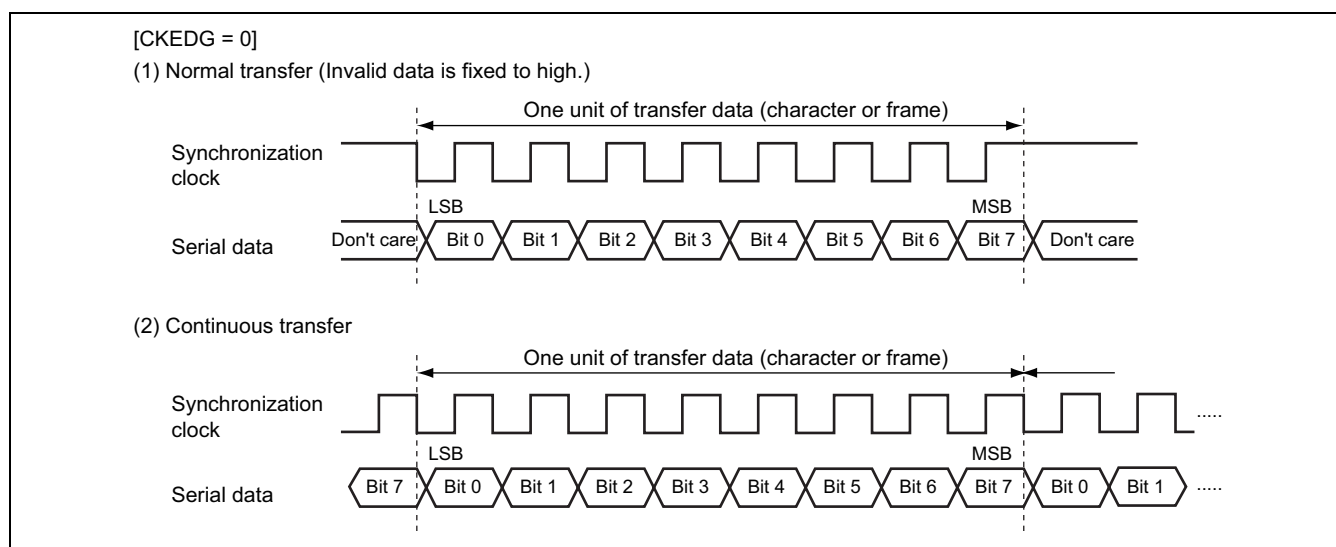 [CKEDG = 0]
(1) Normal transfer (Invalid data is fixed to high.)
One unit of transfer data (character or frame)
Synchronization
clock
LSB MSB
Serial data Don't care Bit 0 Bit 1 Bit 2 Bit 3 Bit 4 Bit 5 Bit 6 Bit 7 Don't care
(2) Continuous transfer
One unit of transfer data (character or frame)
Synchronization
clock .....
LSB MSB
Serial data Bit 7 Bit 0 Bit 1 Bit 2 Bit 3 Bit 4 Bit 5 Bit 6 Bit 7 Bit 0 Bit 1 .....